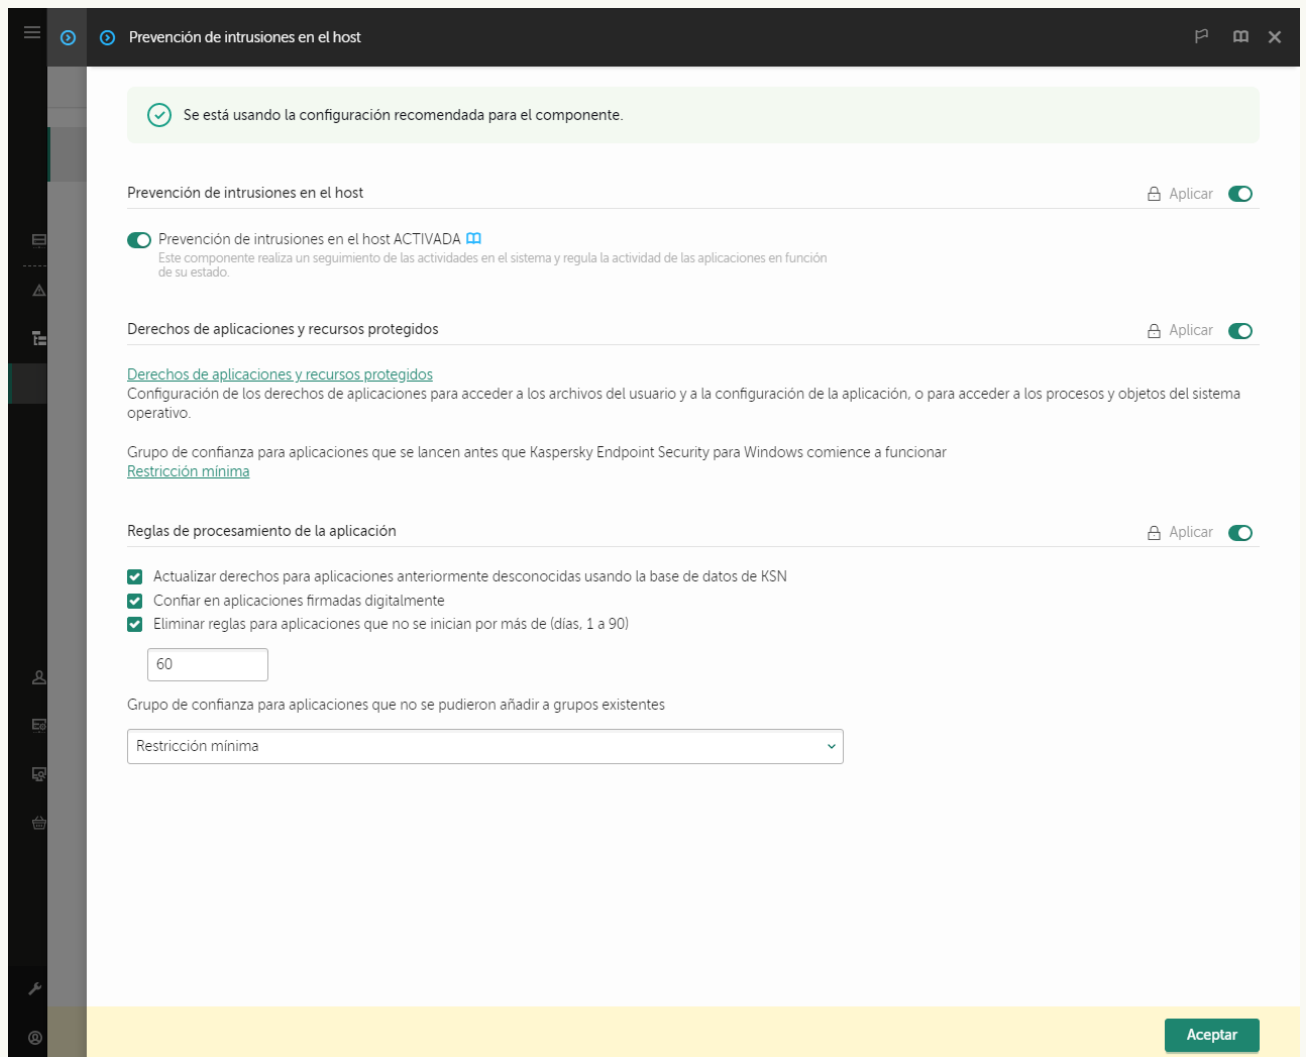 Prevención de intrusiones en el host
Se está usando la configuración recomendada para el componente.
Prevención de intrusiones en el host
Aplicar
Prevención de intrusiones en el host ACTIVADA
Este componente realiza un seguimiento de las actividades en el sistema y regula la actividad de las aplicaciones en función
de su estado.
Derechos de aplicaciones y recursos protegidos
Aplicar
Derechos de aplicaciones y recursos protegidos
Configuración de los derechos de aplicaciones para acceder a los archivos del usuario y a la configuración de la aplicación, o para acceder a los procesos y objetos del sistema
operativo.
Grupo de confianza para aplicaciones que se lancen antes que Kaspersky Endpoint Security para Windows comience a funcionar
Restricción mínima
Reglas de procesamiento de la aplicación
Aplicar
Actualizar derechos para aplicaciones anteriormente desconocidas usando la base de datos de KSN
Confiar en aplicaciones firmadas digitalmente
Eliminar reglas para aplicaciones que no se inician por más de (días, 1 a 90)
60
Grupo de confianza para aplicaciones que no se pudieron añadir a grupos existentes
Restricción mínima
Aceptar